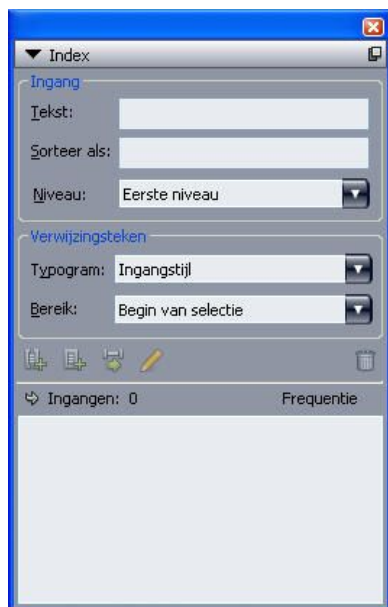 Index
Ingang
Tekst:
Sorteer als:
Niveau: Eerste niveau
Verwijzingsteken
Typogram: Ingangstijl
Bereik: Begin van selectie
Ingangen: 0 Frequentie